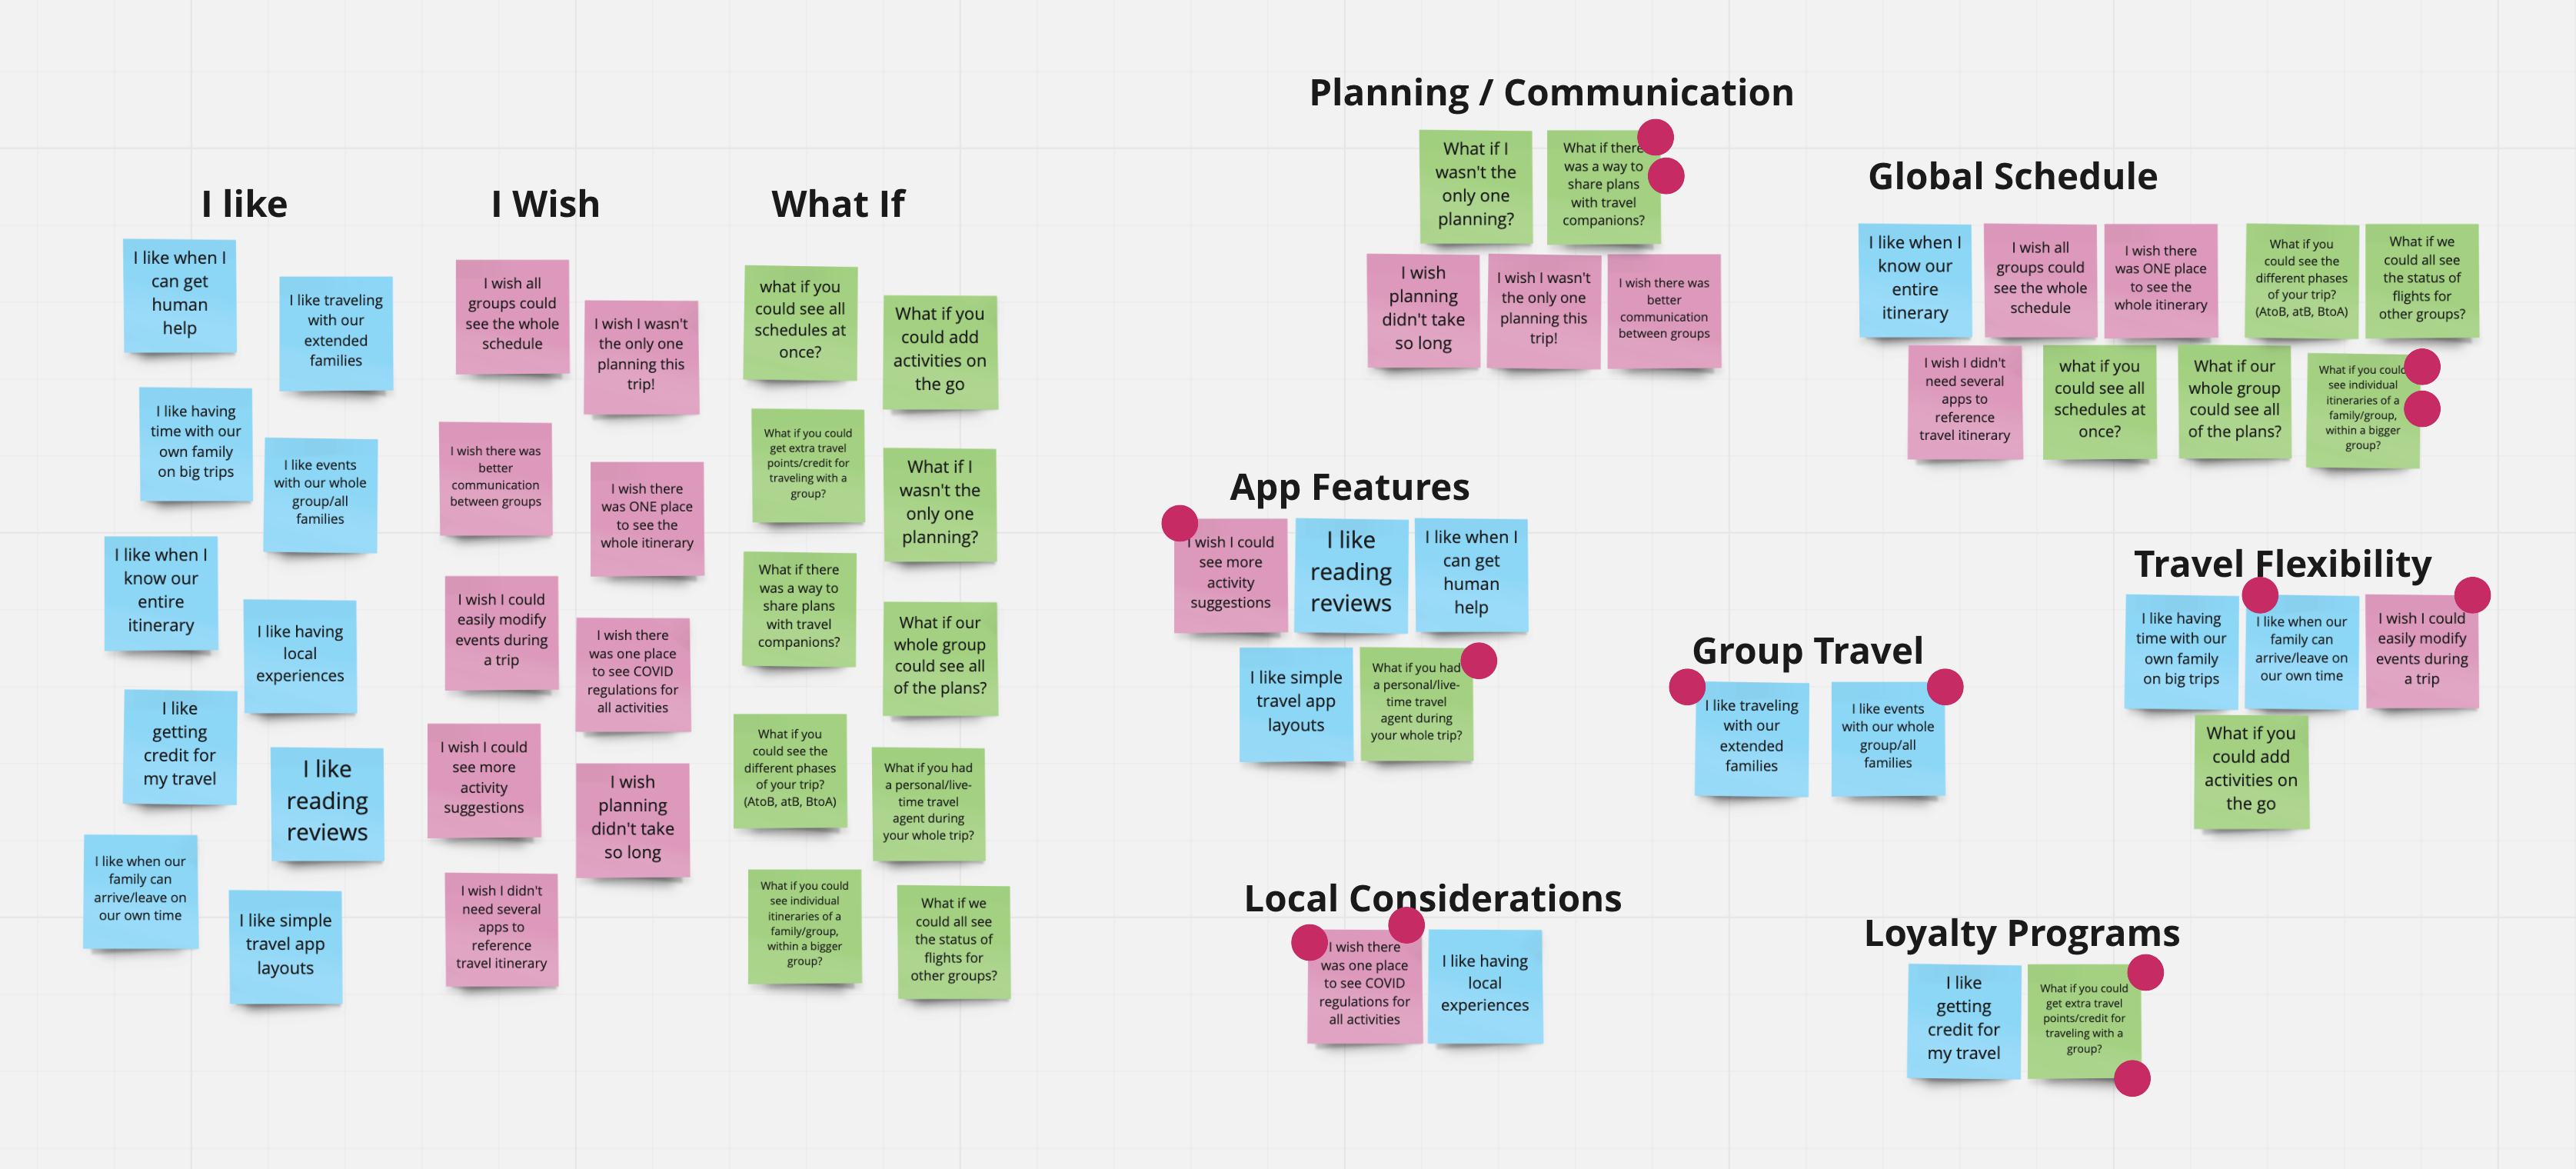 I like
I like when I
can get
human
help
I like traveling
with our
extended
families
I like having
time with our
own family
on big trips
I like events
with our whole
group/all
families
I like when I
know our
entire
itinerary
I like having
local
experiences
I like
getting
credit for
my travel
I like
reading
reviews
I like when our
family can
arrive/leave on
our own time
I like simple
travel app
layouts
I Wish
I wish all
groups could
see the whole
schedule
I wish I wasn't
the only one
planning this
trip!
I wish there was
better
communication
between groups
I wish there
was ONE place
to see the
whole itinerary
I wish I could
easily modify
events during
a trip
I wish there
was one place
to see COVID
regulations for
all activities
I wish I could
see more
activity
suggestions
I wish
planning
didn't take
so long
I wish I didn't
need several
apps to
reference
travel itinerary
What If
what if you
could see all
schedules at
once?
What if you
could add
activities on
the go
What if you could
get extra travel
points/credit for
traveling with a
group?
What if I
wasn't the
only one
planning?
What if there
was a way to
share plans
with travel
companions?
What if our
whole group
could see all
of the plans?
What if you
could see the
different phases
of your trip?
(AtoB, atB, BtoA)
What if you had
a personal/live-
time travel
agent during
your whole trip?
What if you could
see individual
itineraries of a
family/group,
within a bigger
group?
What if we
could all see
the status of
flights for
other groups?
Planning / Communication
What if I
wasn't the
only one
planning?
What if there
was a way to
share plans
with travel
companions?
I wish
planning
didn't take
so long
I wish I wasn't
the only one
planning this
trip!
I wish there was
better
communication
between groups
Global Schedule
I like when I
know our
entire
itinerary
I wish all
groups could
see the whole
schedule
I wish there
was ONE place
to see the
whole itinerary
What if you
could see the
different phases
of your trip?
(AtoB, atB, BtoA)
What if we
could all see
the status of
flights for
other groups?
I wish I didn't
need several
apps to
reference
travel itinerary
what if you
could see all
schedules at
once?
What if our
whole group
could see all
of the plans?
What if you could
see individual
itineraries of a
family/group,
within a bigger
group?
App Features
I wish I could
see more
activity
suggestions
I like
reading
reviews
I like when I
can get
human
help
I like simple
travel app
layouts
What if you had
a personal/live-
time travel
agent during
your whole trip?
Group Travel
I like traveling
with our
extended
families
I like events
with our whole
group/all
families
Travel Flexibility
I like having
time with our
own family
on big trips
I like when our
family can
arrive/leave on
our own time
I wish I could
easily modify
events during
a trip
What if you
could add
activities on
the go
Local Considerations
I wish there
was one place
to see COVID
regulations for
all activities
I like having
local
experiences
Loyalty Programs
I like
getting
credit for
my travel
What if you could
get extra travel
points/credit for
traveling with a
group?